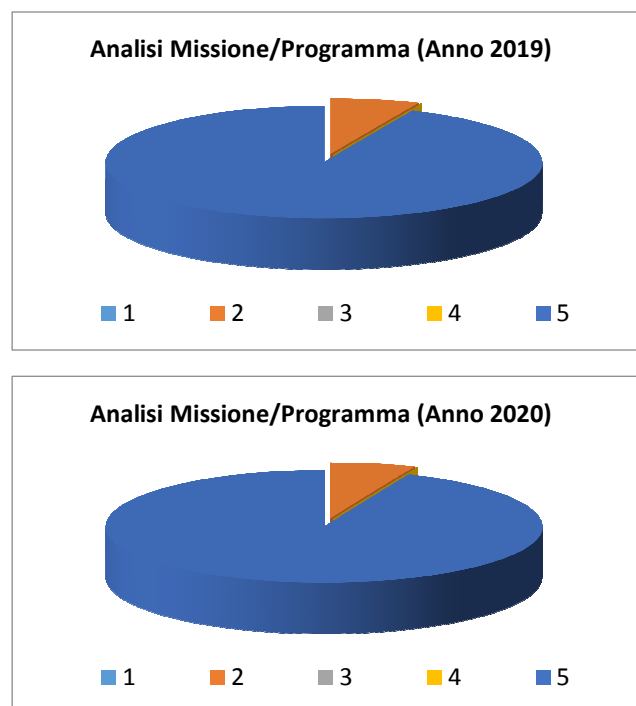 Analisi Missione/Programma (Anno 2019)
1 2 3 4 5
Analisi Missione/Programma (Anno 2020)
1 2 3 4 5